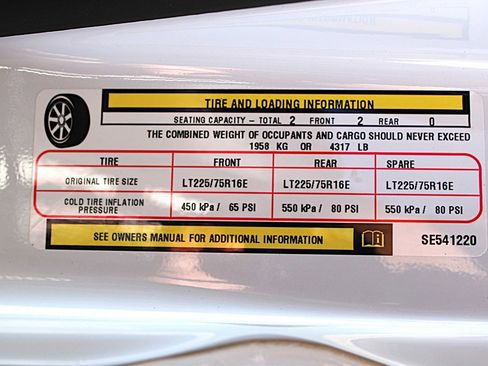 TIRE AND LOADING INFORMATION
SEATING CAPACITY – TOTAL 2 FRONT 2 REAR 0
THE COMBINED WEIGHT OF OCCUPANTS AND CARGO SHOULD NEVER EXCEED
1958 KG OR 4317 LB
TIRE FRONT REAR SPARE
ORIGINAL TIRE SIZE LT225/75R16E LT225/75R16E LT225/75R16E
COLD TIRE INFLATION PRESSURE 450 kPa / 65 PSI 550 kPa / 80 PSI 550 kPa / 80 PSI
SEE OWNERS MANUAL FOR ADDITIONAL INFORMATION SE541220